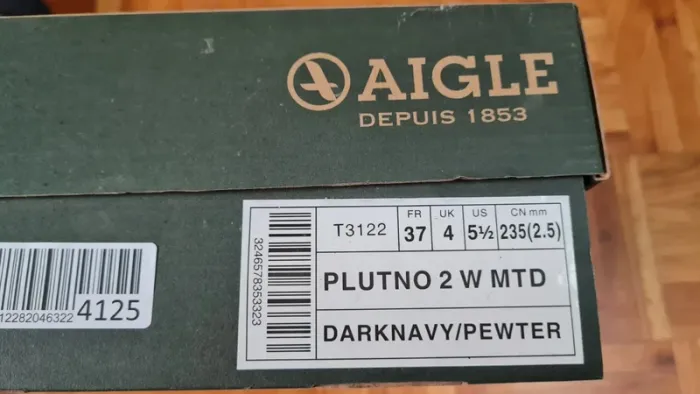 AIGLE
DEPUIS 1853
T3122
FR
37
UK
4
US
5½
CN mm
235(2.5)
PLUTNO 2 W MTD
DARKNAVY/PEWTER
3246578353323
12282046322
4125